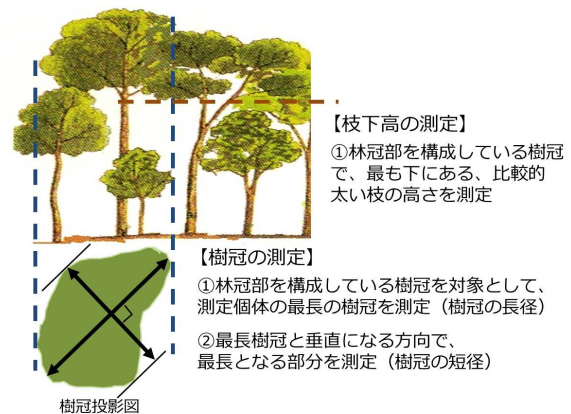 【枝下高の測定】
①林冠部を構成している樹冠
で、最も下にある、比較的
太い枝の高さを測定
【樹冠の測定】
①林冠部を構成している樹冠を対象として、
測定個体の最長の樹冠を測定（樹冠の長径）
②最長樹冠と垂直になる方向で、
最長となる部分を測定（樹冠の短径）
樹冠投影図